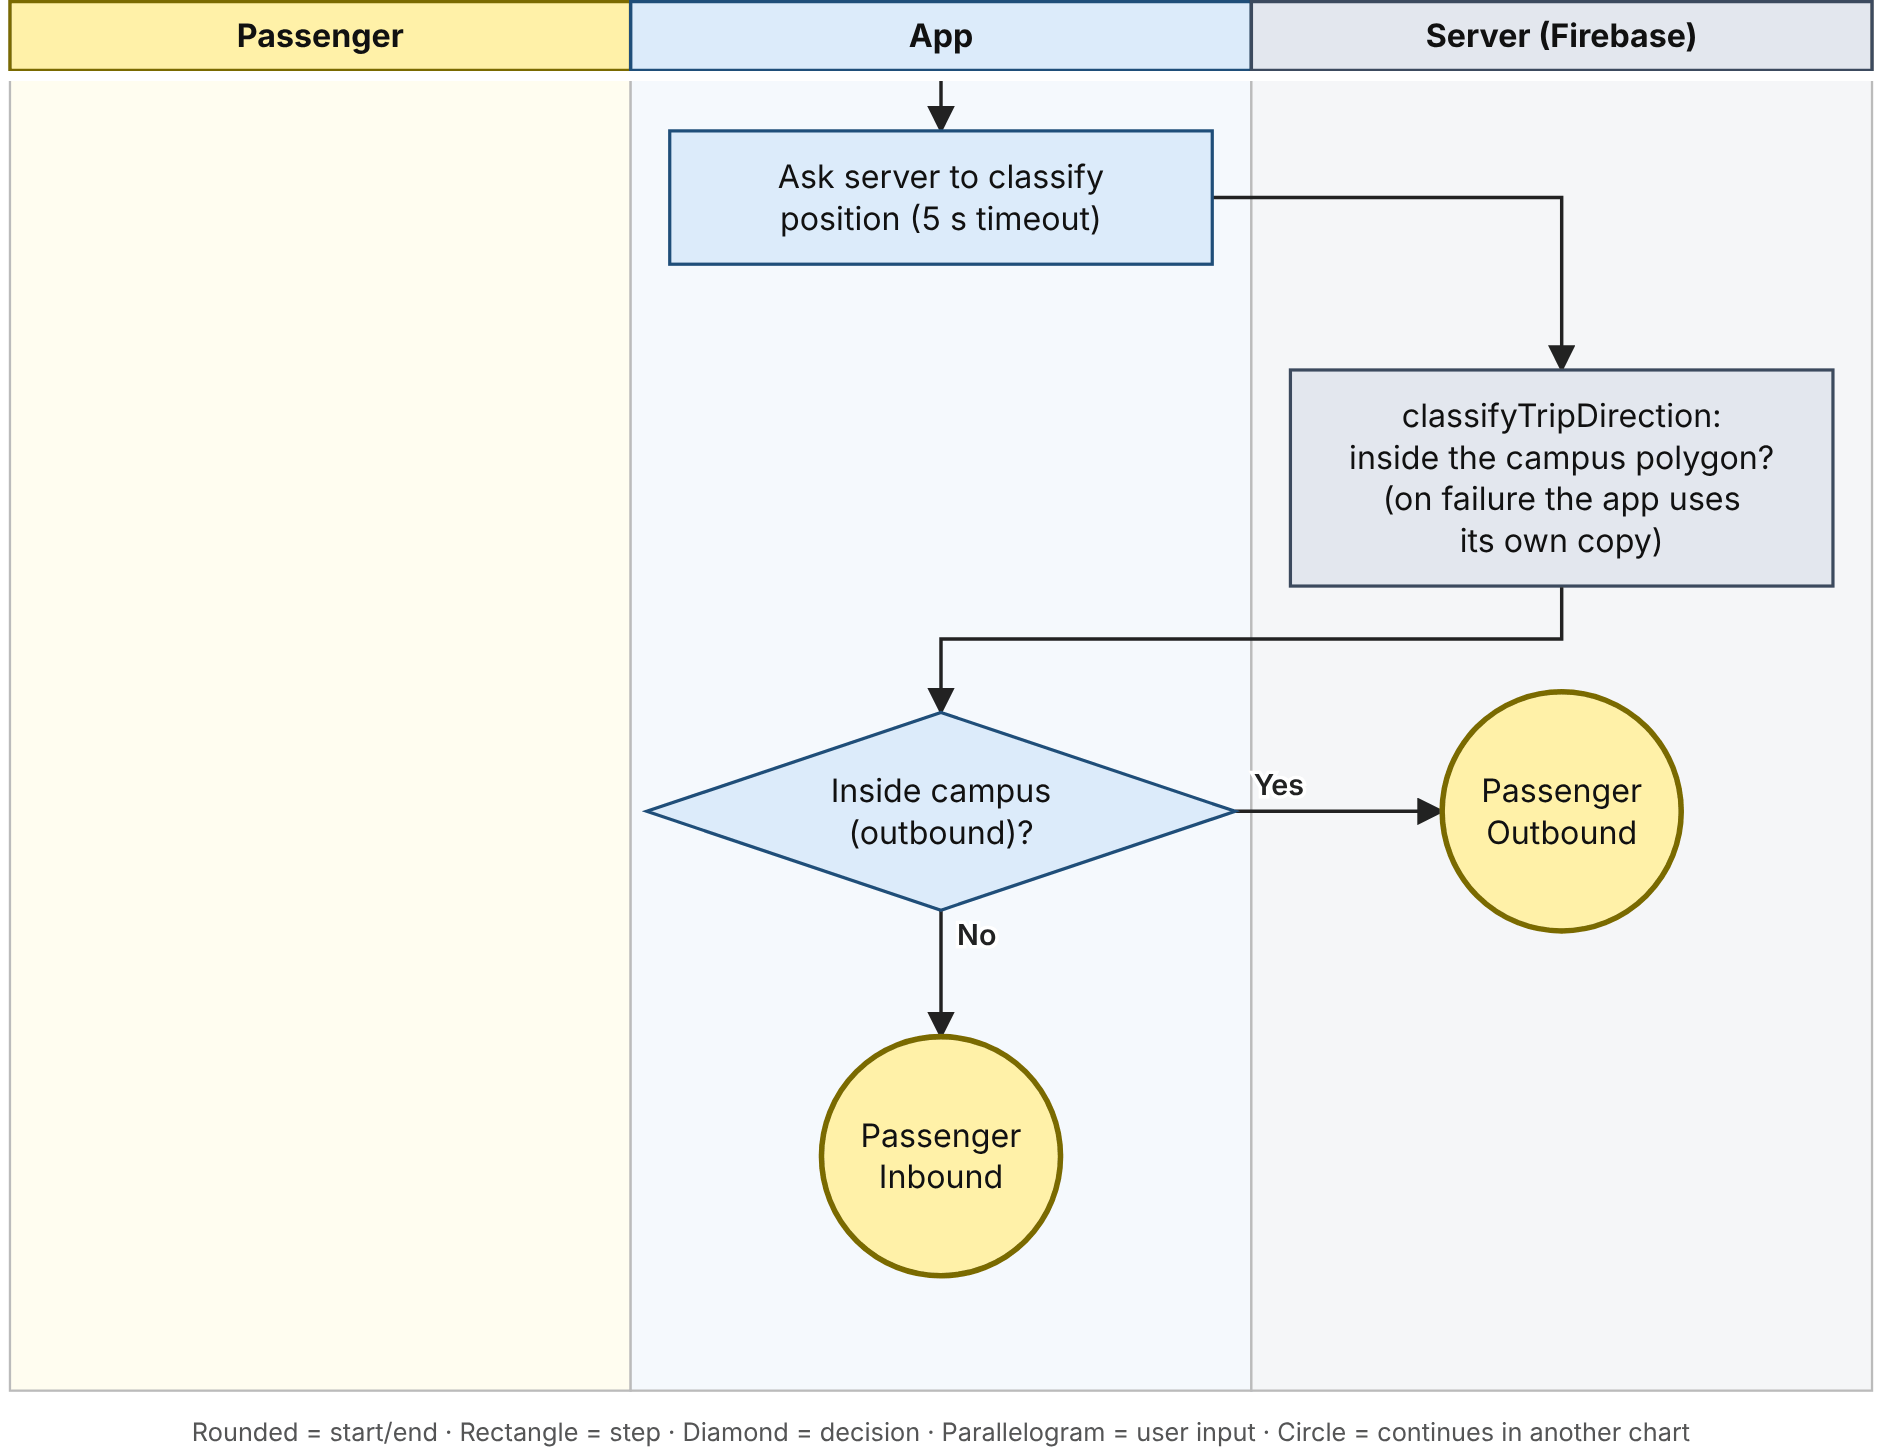 Passenger
App
Server (Firebase)
Ask server to classify
position (5 s timeout)
classifyTripDirection:
inside the campus polygon?
(on failure the app uses
its own copy)
Inside campus
(outbound)?
Yes
Passenger
Outbound
No
Passenger
Inbound
Rounded = start/end · Rectangle = step · Diamond = decision · Parallelogram = user input · Circle = continues in another chart